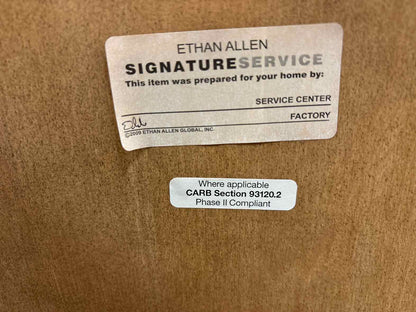 ETHAN ALLEN
SIGNATURESERVICE
This item was prepared for your home by:
SERVICE CENTER
FACTORY
©2009 ETHAN ALLEN GLOBAL, INC
Where applicable
CARB Section 93120.2
Phase II Compliant